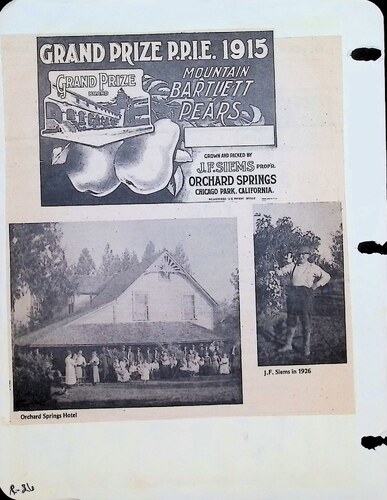 GRAND PRIZE P.P.I.E. 1915
GRAND PRIZE
BRAND
MOUNTAIN
BARTLETT
PEARS
GROWN AND PACKED BY
J.F. SIEMS PROP'R.
ORCHARD SPRINGS
CHICAGO PARK, CALIFORNIA.
REGISTERED U.S. PATENT OFFICE
J.F. Siems in 1926
Orchard Springs Hotel